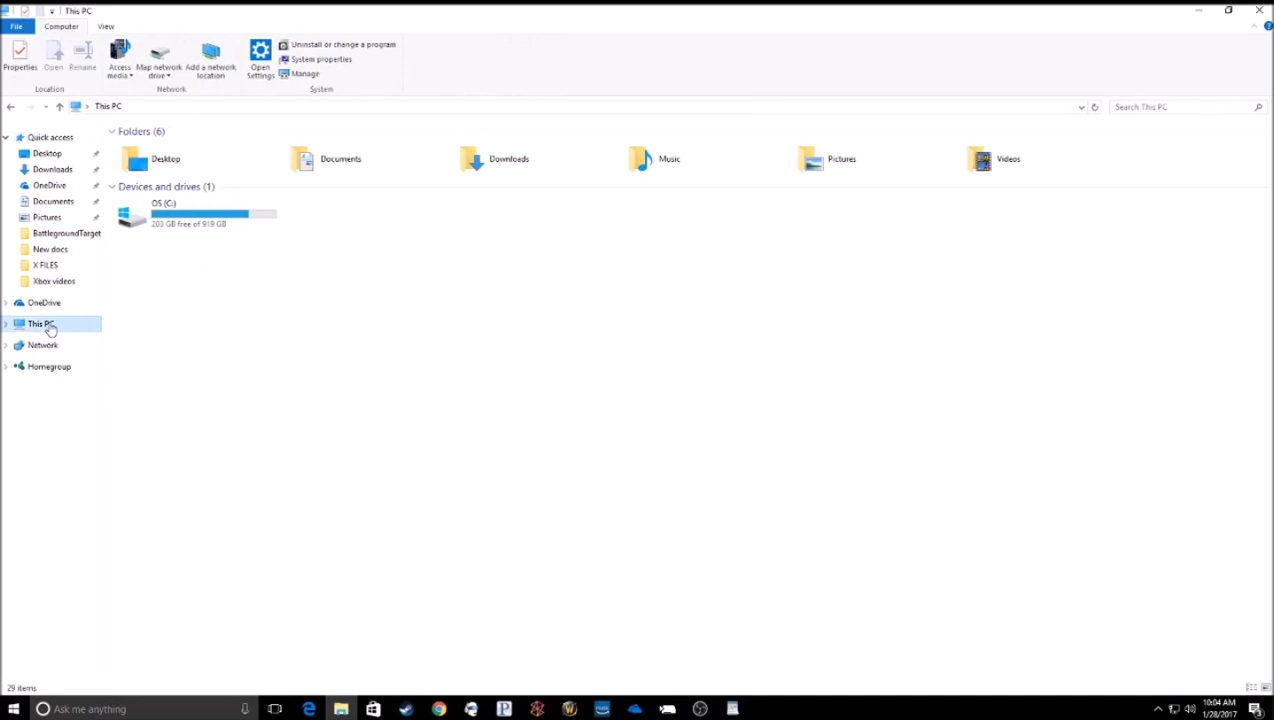 This PC
File Computer View
Properties Open Rename Access media Map network drive Add a network location Open Settings Uninstall or change a program
System properties
Manage
Location Network System
This PC Search This PC
Quick access
Desktop
Downloads
OneDrive
Documents
Pictures
BattlegroundTarget
New docs
X FILES
Xbox videos
OneDrive
This PC
Network
Homegroup
Folders (6)
Desktop Documents Downloads Music Pictures Videos
Devices and drives (1)
OS (C:)
203 GB free of 919 GB
29 items
Ask me anything
10:04 AM
1/28/2017